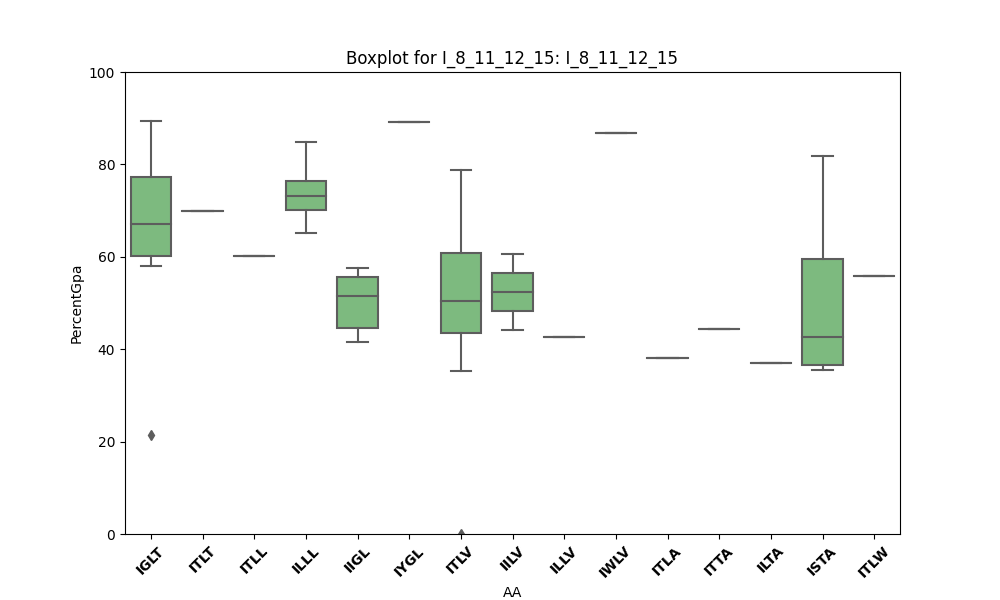 Boxplot for I_8_11_12_15: I_8_11_12_15
100
80
60
40
20
0
PercentGpa
IGLT ITLT ITLL ILLL IIGL IYGL ITLV IILV ILLV IWLV ITLA ITTA ILTA ISTA ITLW
AA